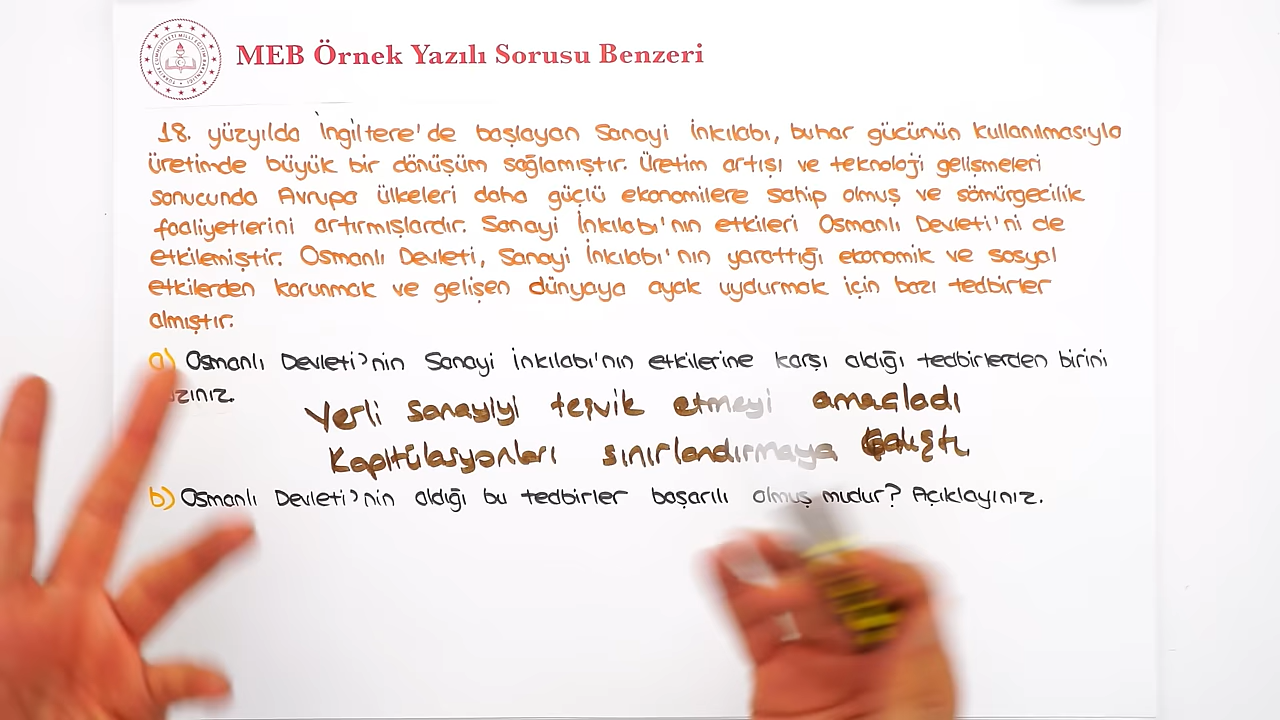 MEB Örnek Yazılı Sorusu Benzeri
18. yüzyılda İngiltere'de başlayan Sanayi İnkılabı, buhar gücünün kullanılmasıyla
üretimde büyük bir dönüşüm sağlamıştır. Üretim artışı ve teknoloji gelişmeleri
sonucunda Avrupa ülkeleri daha güçlü ekonomilere sahip olmuş ve sömürgecilik
faaliyetlerini artırmışlardır. Sanayi İnkılabı'nın etkileri Osmanlı Devleti'ni de
etkilemiştir. Osmanlı Devleti, Sanayi İnkılabı'nın yarattığı ekonomik ve sosyal
etkilerden korunmak ve gelişen dünyaya ayak uydurmak için bazı tedbirler
almıştır.
a) Osmanlı Devleti'nin Sanayi İnkılabı'nın etkilerine karşı aldığı tedbirlerden birini
zınız.
Yerli sanayiyi teşvik etmeyi amaçladı
Kapitülasyonları sınırlandırmaya çalıştı
b) Osmanlı Devleti'nin aldığı bu tedbirler başarılı olmuş mudur? Açıklayınız.